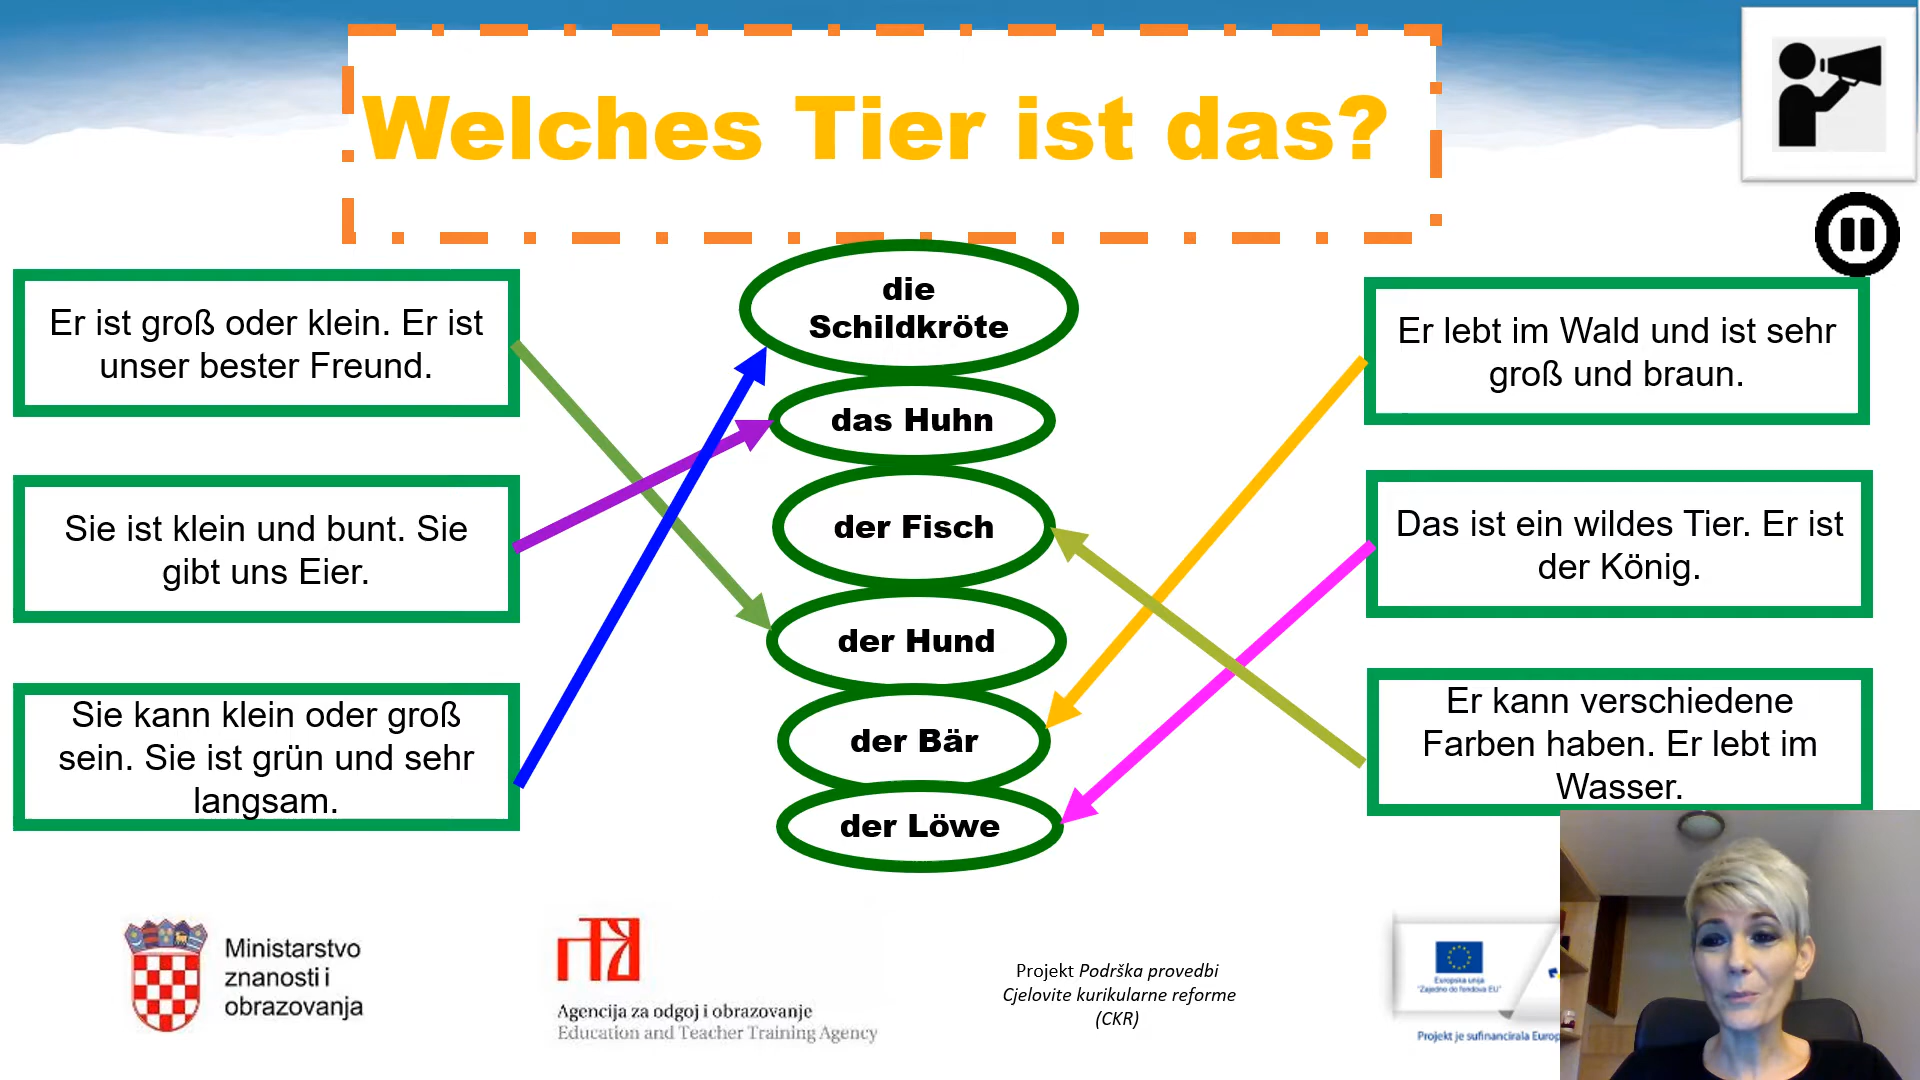 Welches Tier ist das?
Er ist groß oder klein. Er ist
unser bester Freund.
Sie ist klein und bunt. Sie
gibt uns Eier.
Sie kann klein oder groß
sein. Sie ist grün und sehr
langsam.
die
Schildkröte
das Huhn
der Fisch
der Hund
der Bär
der Löwe
Er lebt im Wald und ist sehr
groß und braun.
Das ist ein wildes Tier. Er ist
der König.
Er kann verschiedene
Farben haben. Er lebt im
Wasser.
Ministarstvo
znanosti i
obrazovanja
Agencija za odgoj i obrazovanje
Education and Teacher Training Agency
Projekt Podrška provedbi
Cjelovite kurikularne reforme
(CKR)
Europska unija
"Zajedno do fondova EU"
Projekt je sufinancirala Europ